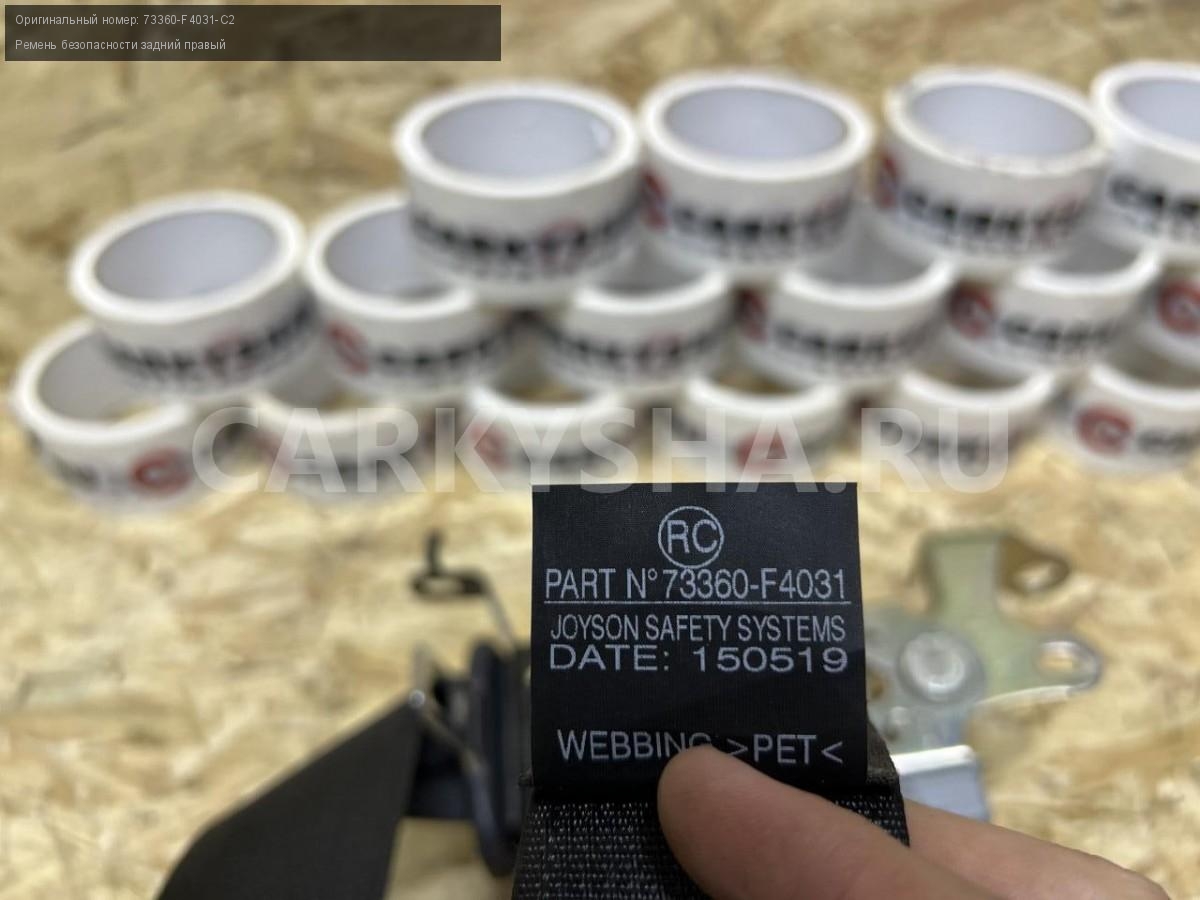 Оригинальный номер: 73360-F4031-C2
Ремень безопасности задний правый
CARKYSHA.RU
RC
PART N° 73360-F4031
JOYSON SAFETY SYSTEMS
DATE: 150519
WEBBING >PET<